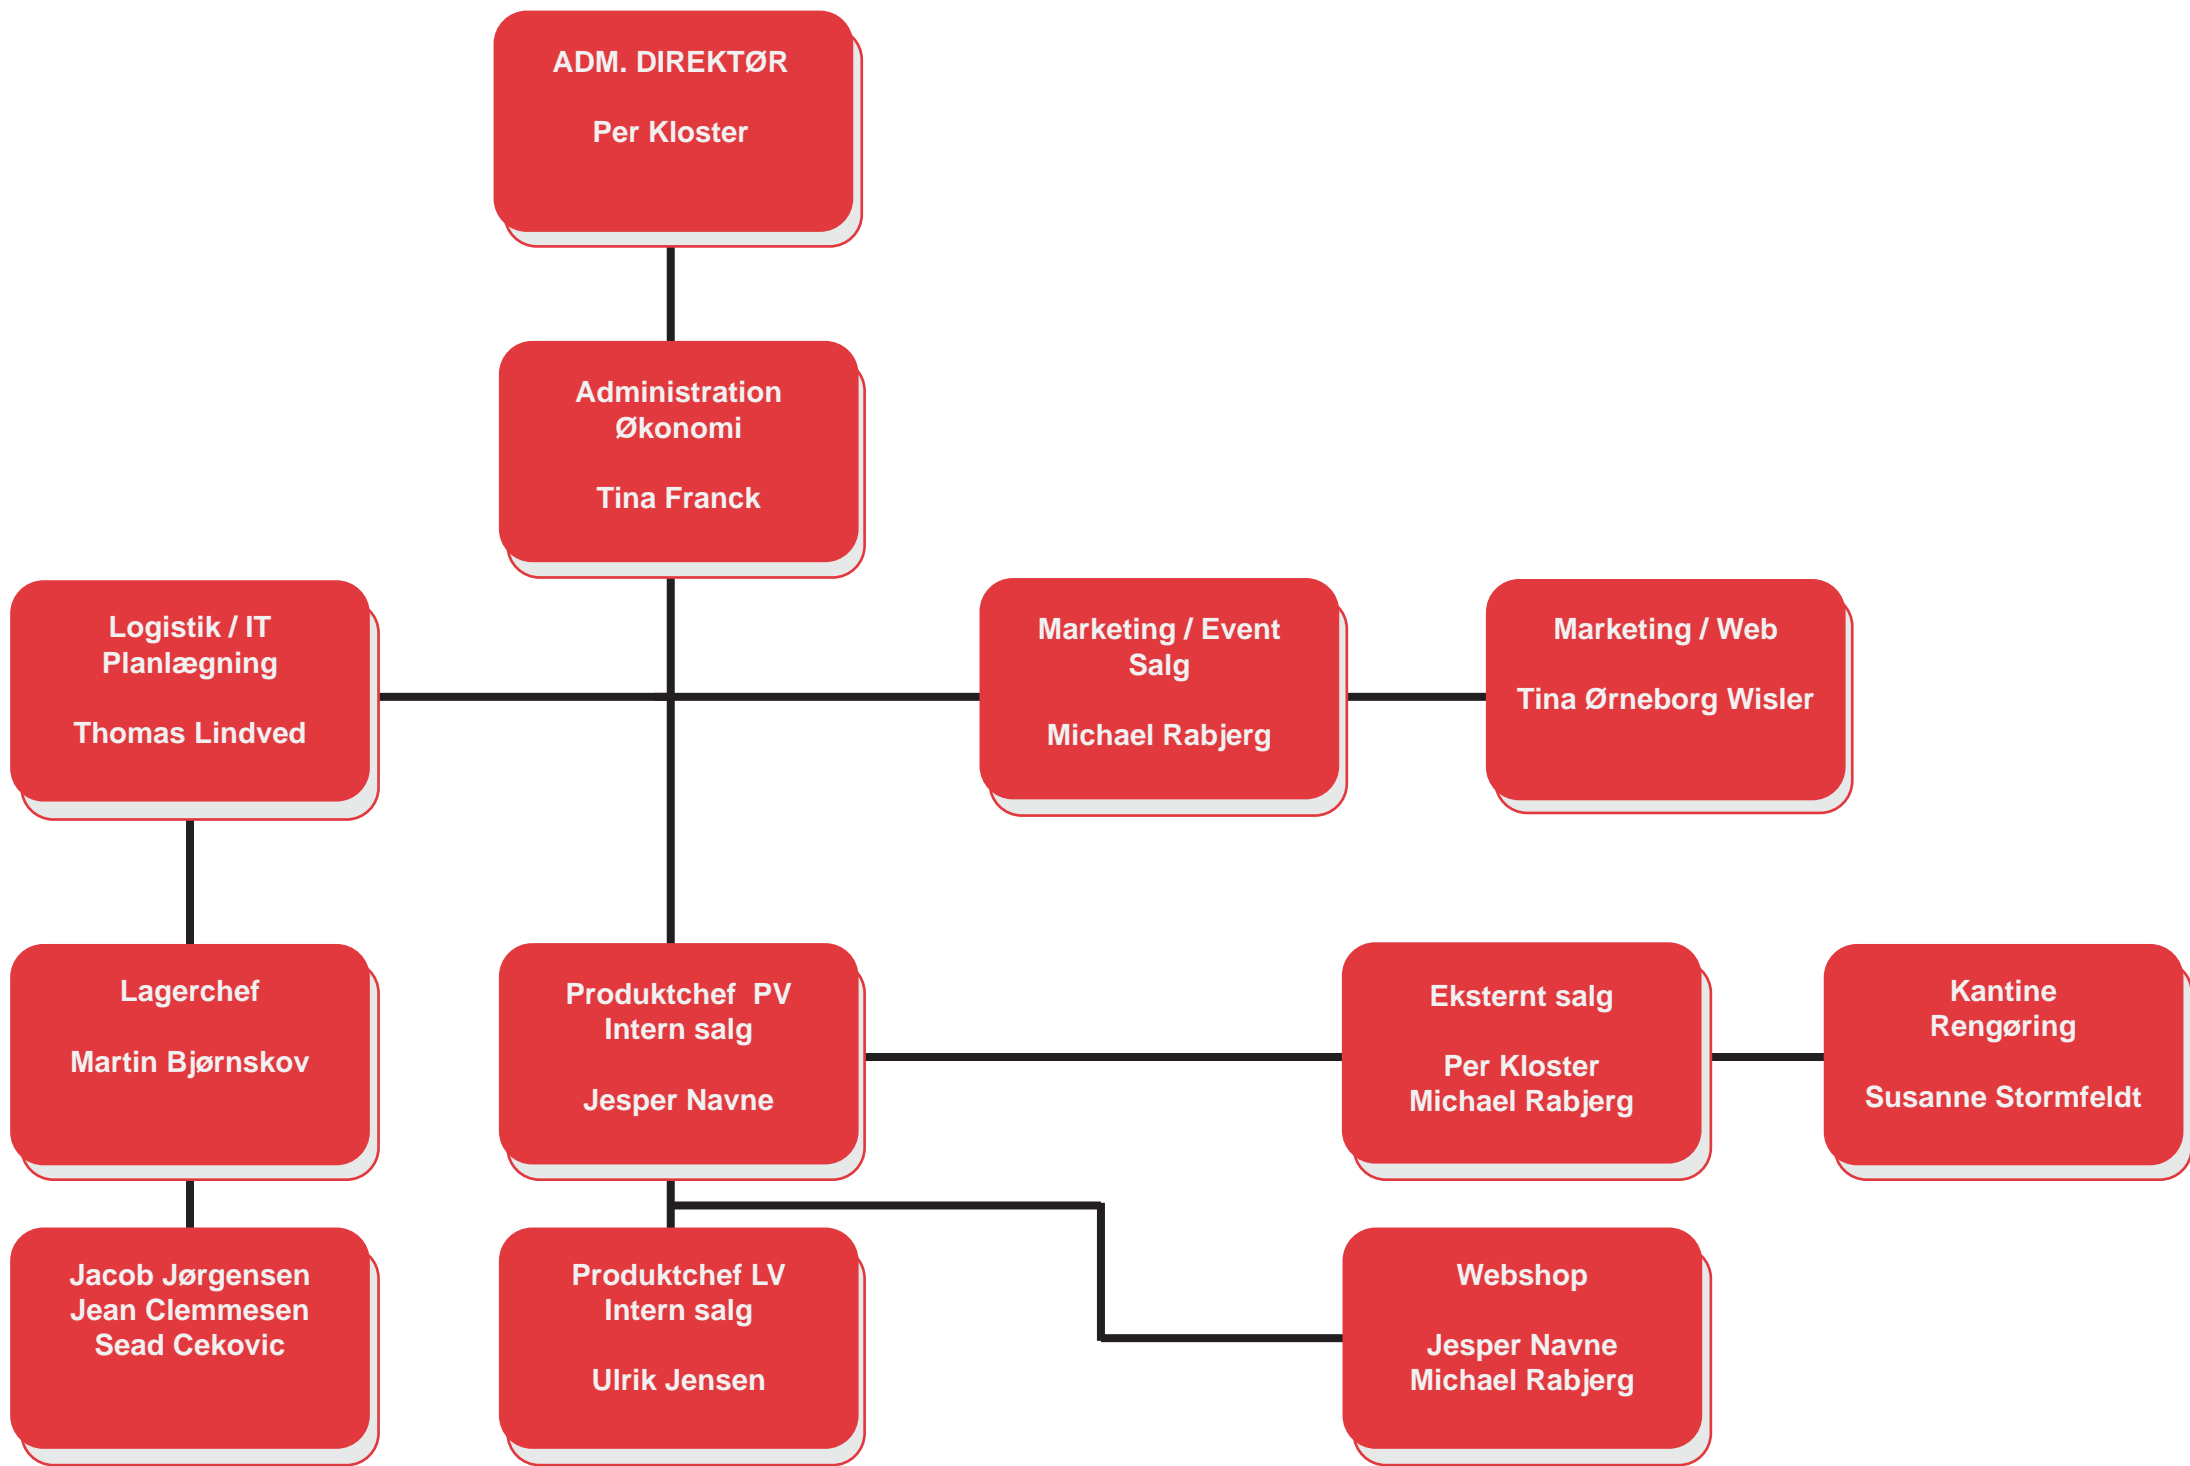 ADM. DIREKTØR
Per Kloster
Administration
Økonomi
Tina Franck
Logistik / IT
Planlægning
Thomas Lindved
Marketing / Event
Salg
Michael Rabjerg
Marketing / Web
Tina Ørneborg Wisler
Lagerchef
Martin Bjørnskov
Produktchef  PV
Intern salg
Jesper Navne
Eksternt salg
Per Kloster
Michael Rabjerg
Kantine
Rengøring
Susanne Stormfeldt
Jacob Jørgensen
Jean Clemmesen
Sead Cekovic
Produktchef LV
Intern salg
Ulrik Jensen
Webshop
Jesper Navne
Michael Rabjerg